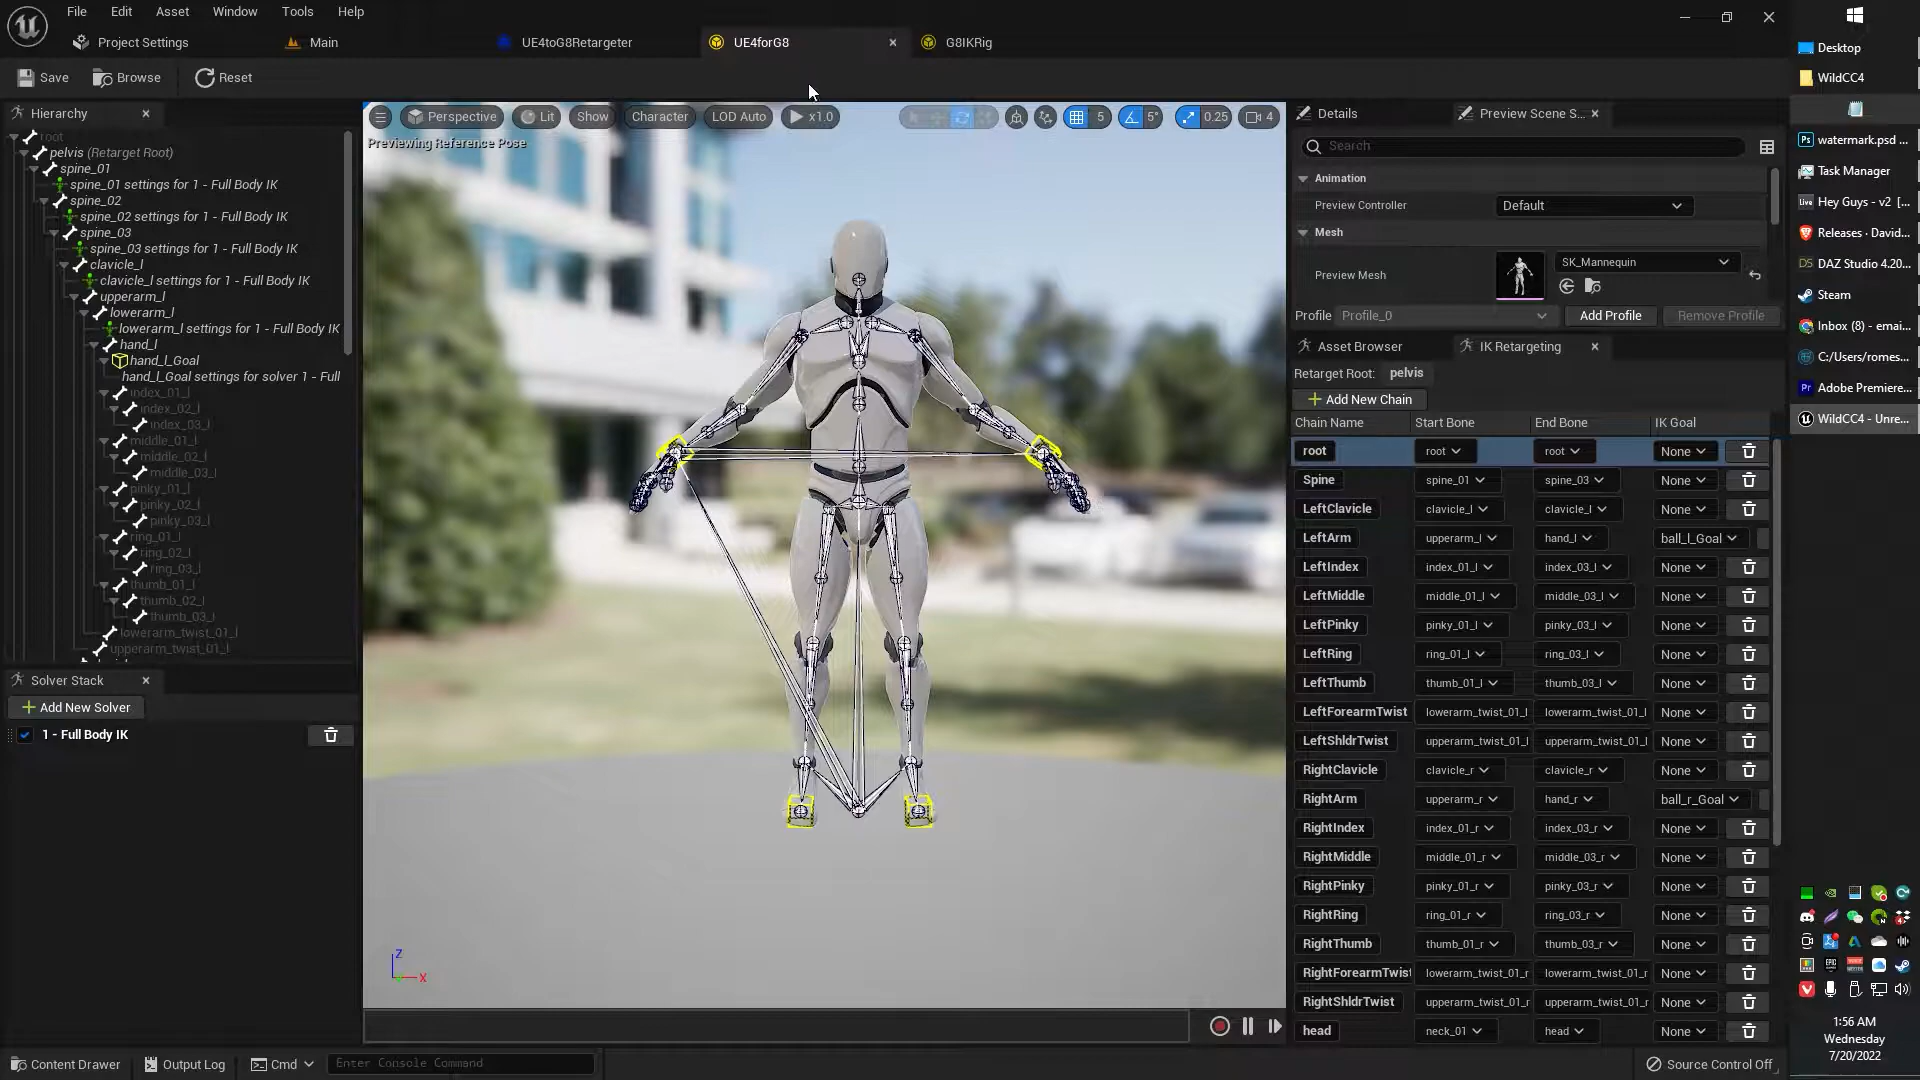 File Edit Asset Window Tools Help
Project Settings Main UE4toG8Retargeter UE4forG8 G8IKRig
Save Browse Reset
Hierarchy
root
pelvis (Retarget Root)
spine_01
spine_01 settings for 1 - Full Body IK
spine_02
spine_02 settings for 1 - Full Body IK
spine_03
spine_03 settings for 1 - Full Body IK
clavicle_l
clavicle_l settings for 1 - Full Body IK
upperarm_l
lowerarm_l
lowerarm_l settings for 1 - Full Body IK
hand_l
hand_l_Goal
hand_l_Goal settings for solver 1 - Full
index_01_l
index_02_l
index_03_l
middle_01_l
middle_02_l
middle_03_l
pinky_01_l
pinky_02_l
pinky_03_l
ring_01_l
ring_02_l
ring_03_l
thumb_01_l
thumb_02_l
thumb_03_l
lowerarm_twist_01_l
upperarm_twist_01_l
Solver Stack
Add New Solver
1 - Full Body IK
Perspective Lit Show Character LOD Auto x1.0 5 5° 0.25 4
Previewing Reference Pose
Z
X
Details Preview Scene S...
Search
Animation
Preview Controller Default
Mesh
Preview Mesh SK_Mannequin
Profile Profile_0 Add Profile Remove Profile
Asset Browser IK Retargeting
Retarget Root: pelvis
Add New Chain
Chain Name Start Bone End Bone IK Goal
root root root None
Spine spine_01 spine_03 None
LeftClavicle clavicle_l clavicle_l None
LeftArm upperarm_l hand_l ball_l_Goal
LeftIndex index_01_l index_03_l None
LeftMiddle middle_01_l middle_03_l None
LeftPinky pinky_01_l pinky_03_l None
LeftRing ring_01_l ring_03_l None
LeftThumb thumb_01_l thumb_03_l None
LeftForearmTwist lowerarm_twist_01_l lowerarm_twist_01_l None
LeftShldrTwist upperarm_twist_01_l upperarm_twist_01_l None
RightClavicle clavicle_r clavicle_r None
RightArm upperarm_r hand_r ball_r_Goal
RightIndex index_01_r index_03_r None
RightMiddle middle_01_r middle_03_r None
RightPinky pinky_01_r pinky_03_r None
RightRing ring_01_r ring_03_r None
RightThumb thumb_01_r thumb_03_r None
RightForearmTwist lowerarm_twist_01_r lowerarm_twist_01_r None
RightShldrTwist upperarm_twist_01_r upperarm_twist_01_r None
head neck_01 head None
Content Drawer Output Log Cmd Enter Console Command Source Control Off
Desktop
WildCC4
watermark.psd ...
Task Manager
Hey Guys - v2 [...
Releases · David...
DAZ Studio 4.20...
Steam
Inbox (8) - emai...
C:/Users/romes...
Adobe Premiere...
WildCC4 - Unre...
1:56 AM
Wednesday
7/20/2022